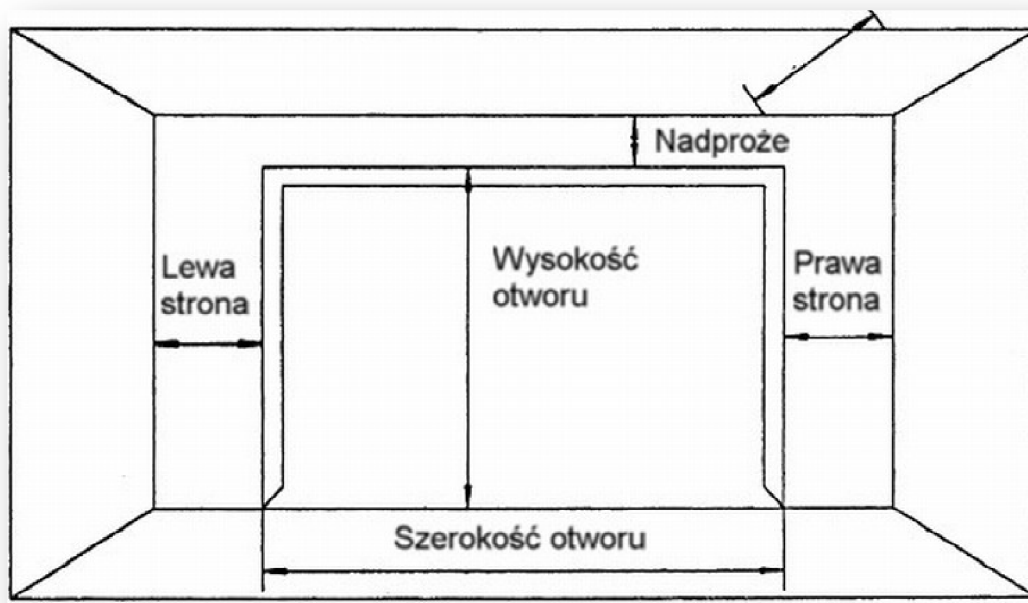 Nadproże
Lewa
strona
Wysokość
otworu
Prawa
strona
Szerokość otworu